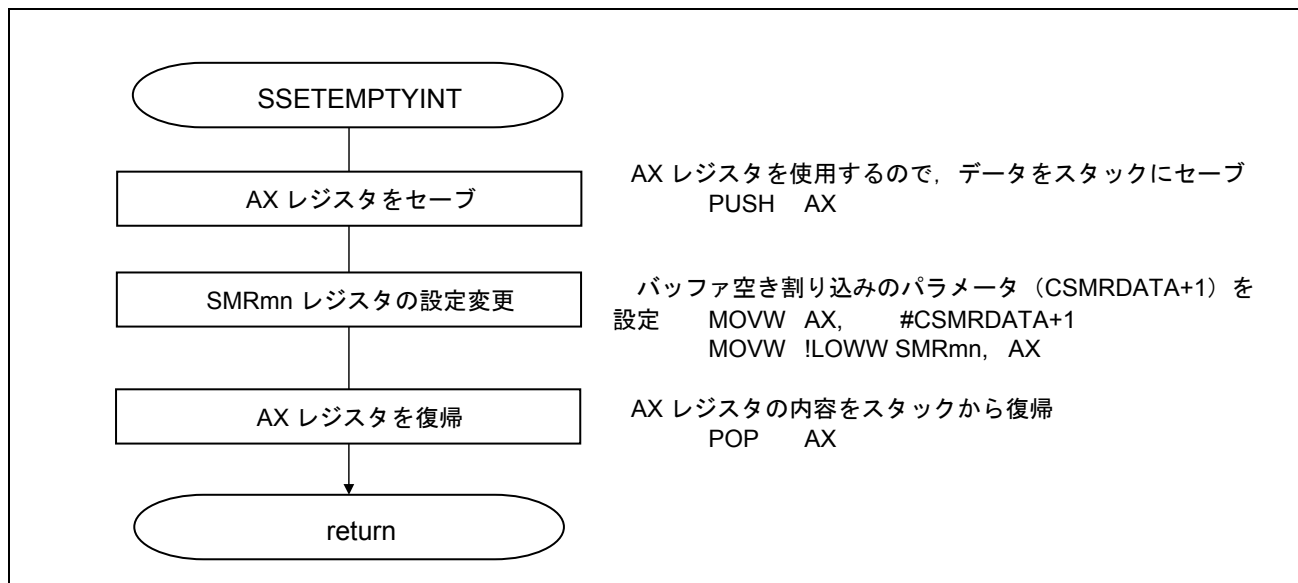 SSETEMPTYINT
AX レジスタをセーブ
AX レジスタを使用するので，データをスタックにセーブ
PUSH AX
SMRmn レジスタの設定変更
バッファ空き割り込みのパラメータ（CSMRDATA+1）を
設定 MOVW AX, #CSMRDATA+1
MOVW !LOWW SMRmn, AX
AX レジスタを復帰
AX レジスタの内容をスタックから復帰
POP AX
return